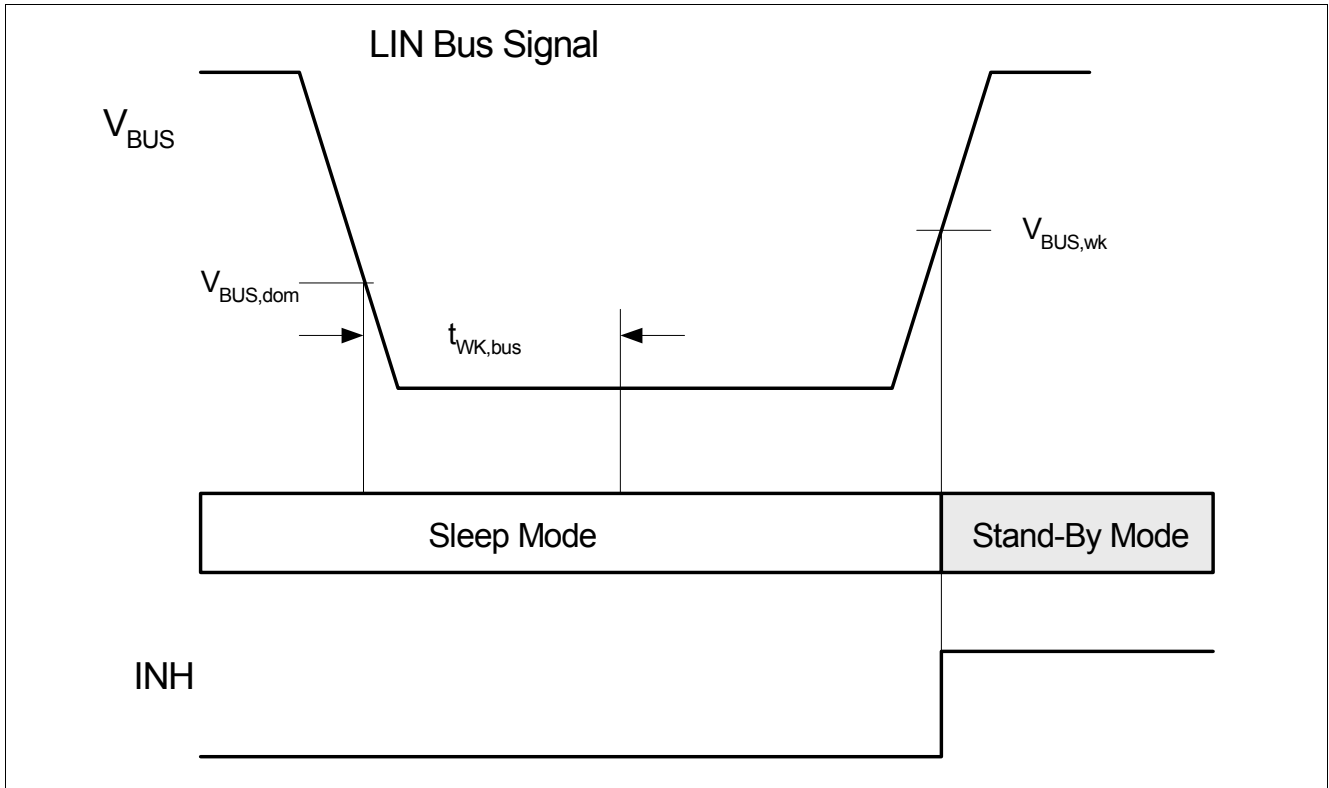 LIN Bus Signal
V_BUS
V_BUS,wk
V_BUS,dom
t_WK,bus
Sleep Mode
Stand-By Mode
INH